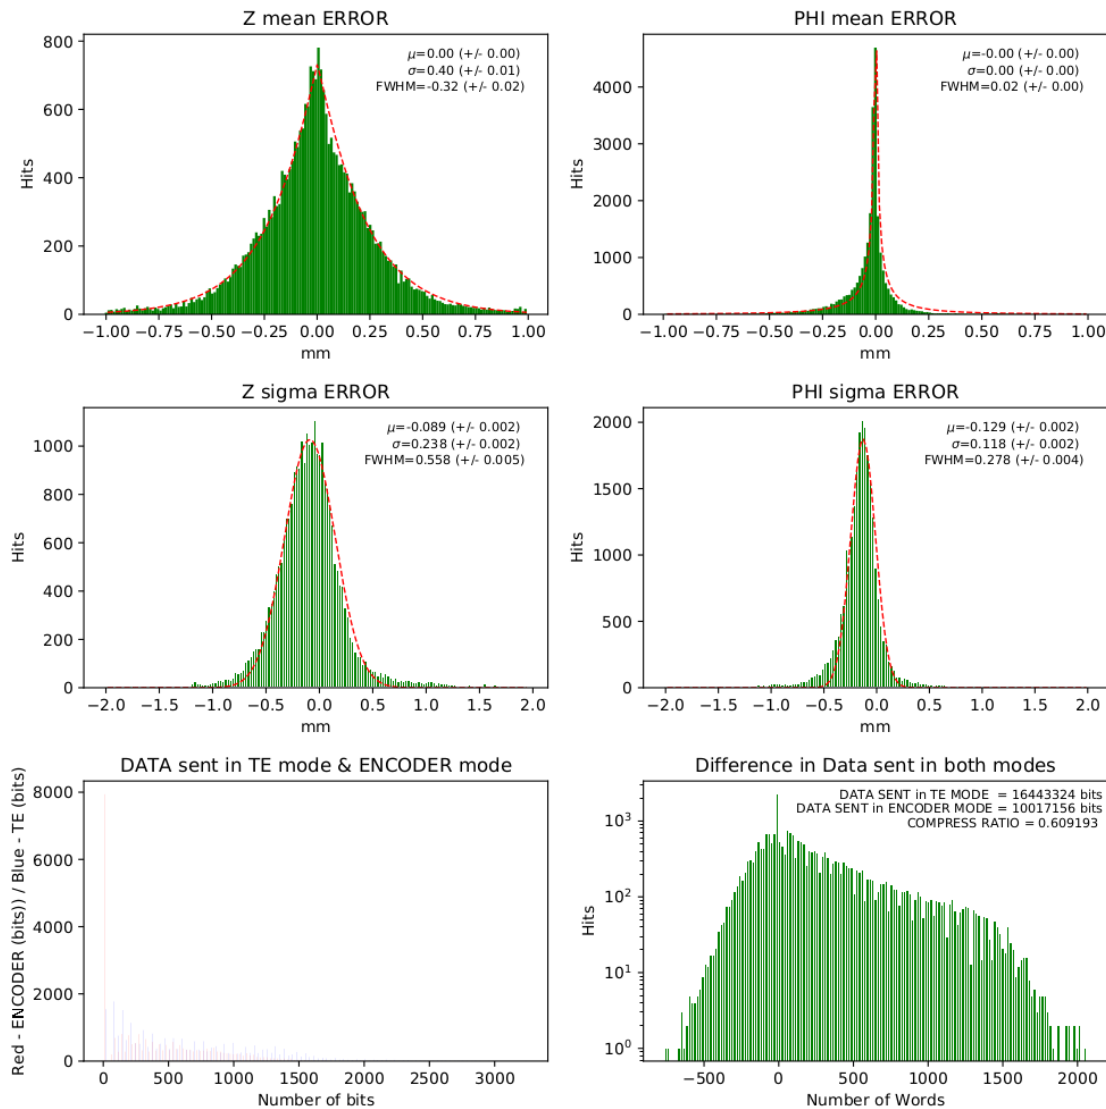 Z mean ERROR
μ=0.00 (+/- 0.00)
σ=0.40 (+/- 0.01)
FWHM=-0.32 (+/- 0.02)
Hits
800
600
400
200
0
−1.00 −0.75 −0.50 −0.25 0.00 0.25 0.50 0.75 1.00
mm
PHI mean ERROR
μ=-0.00 (+/- 0.00)
σ=0.00 (+/- 0.00)
FWHM=0.02 (+/- 0.00)
Hits
4000
3000
2000
1000
0
−1.00 −0.75 −0.50 −0.25 0.00 0.25 0.50 0.75 1.00
mm
Z sigma ERROR
μ=-0.089 (+/- 0.002)
σ=0.238 (+/- 0.002)
FWHM=0.558 (+/- 0.005)
Hits
1000
800
600
400
200
0
−2.0 −1.5 −1.0 −0.5 0.0 0.5 1.0 1.5 2.0
mm
PHI sigma ERROR
μ=-0.129 (+/- 0.002)
σ=0.118 (+/- 0.002)
FWHM=0.278 (+/- 0.004)
Hits
2000
1500
1000
500
0
−2.0 −1.5 −1.0 −0.5 0.0 0.5 1.0 1.5 2.0
mm
DATA sent in TE mode & ENCODER mode
Red - ENCODER (bits)) / Blue - TE (bits)
8000
6000
4000
2000
0
0 500 1000 1500 2000 2500 3000
Number of bits
Difference in Data sent in both modes
DATA SENT in TE MODE = 16443324 bits
DATA SENT in ENCODER MODE = 10017156 bits
COMPRESS RATIO = 0.609193
Hits
10³
10²
10¹
10⁰
−500 0 500 1000 1500 2000
Number of Words